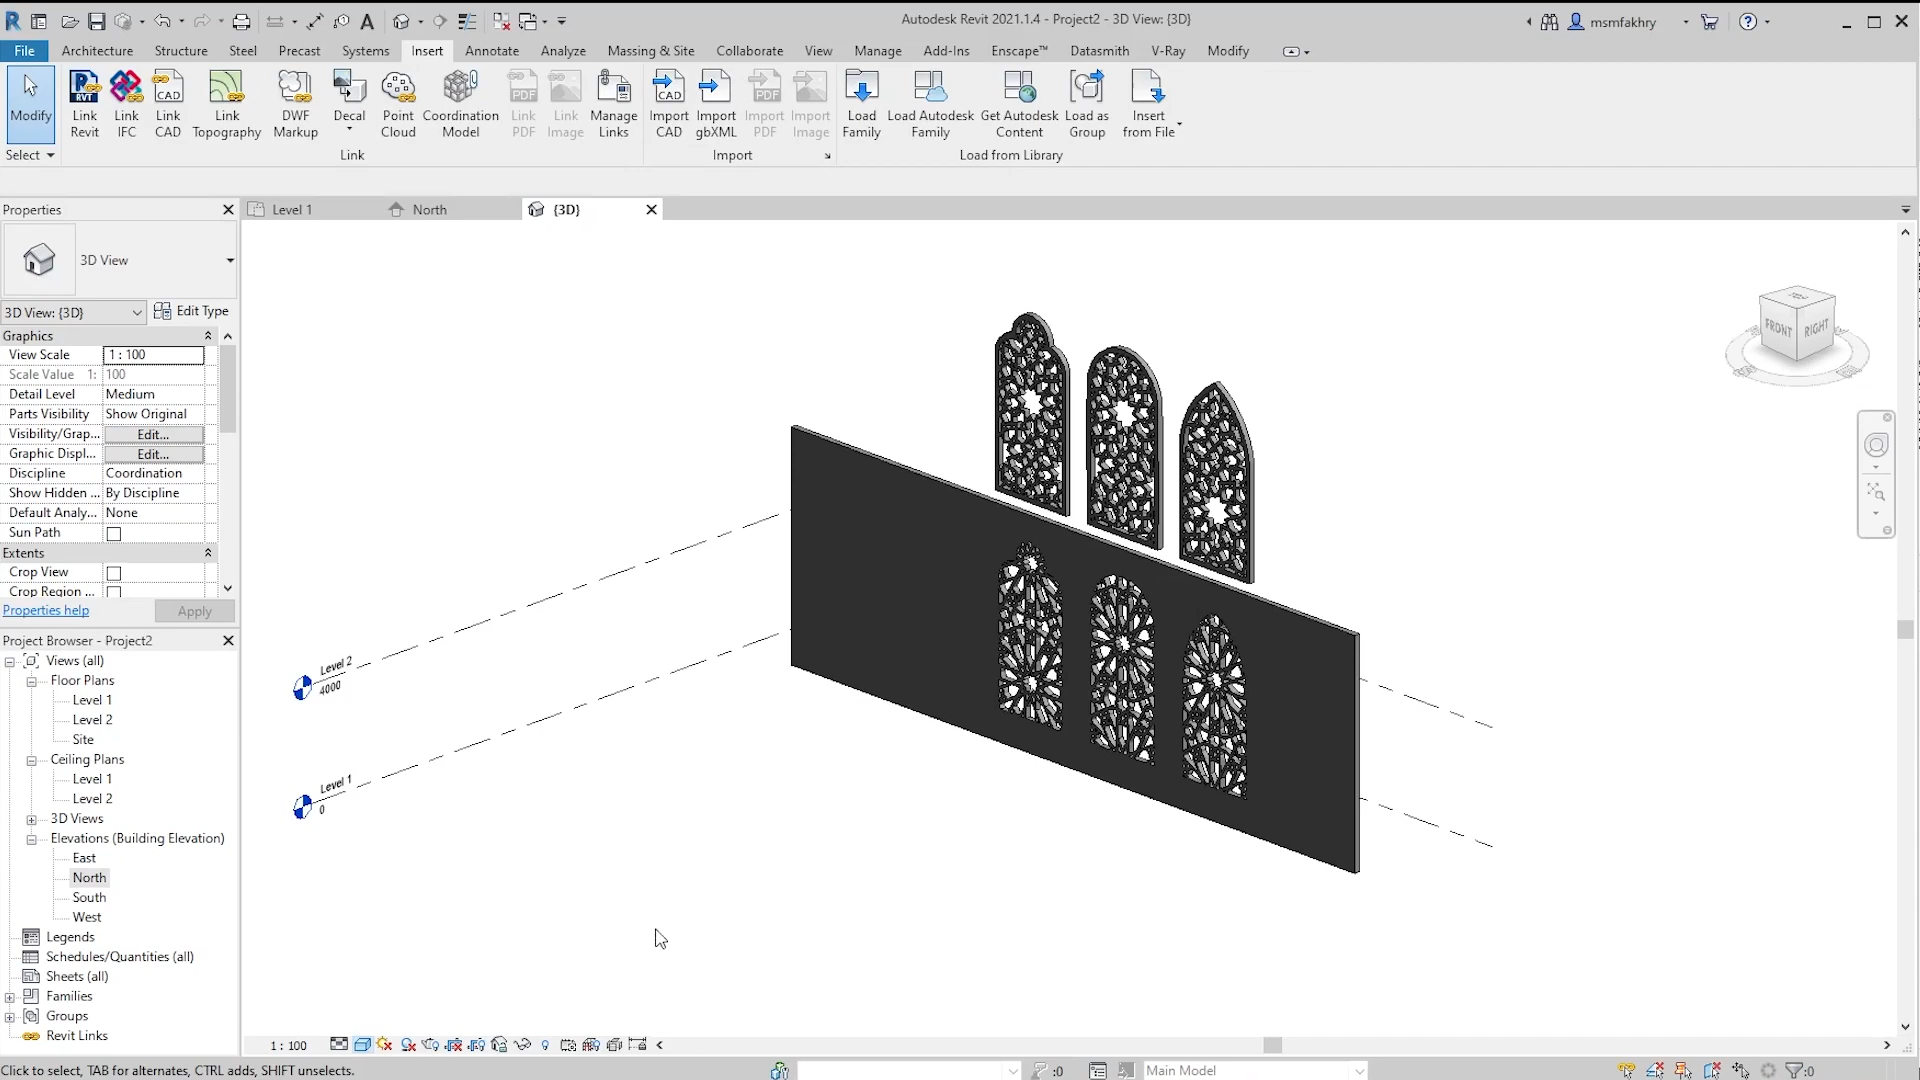 Autodesk Revit 2021.1.4 - Project2 - 3D View: {3D}
msmfakhry
File Architecture Structure Steel Precast Systems Insert Annotate Analyze Massing & Site Collaborate View Manage Add-Ins Enscape™ Datasmith V-Ray Modify
Modify
Link Revit
Link IFC
Link CAD
Link Topography
DWF Markup
Decal
Point Cloud
Coordination Model
Link PDF
Link Image
Manage Links
Import CAD
Import gbXML
Import PDF
Import Image
Load Family
Load Autodesk Family
Get Autodesk Content
Load as Group
Insert from File
Select
Link
Import
Load from Library
Properties
Level 1
North
{3D}
3D View
3D View: {3D}
Edit Type
Graphics
View Scale 1 : 100
Scale Value 1: 100
Detail Level Medium
Parts Visibility Show Original
Visibility/Grap... Edit...
Graphic Displ... Edit...
Discipline Coordination
Show Hidden ... By Discipline
Default Analy... None
Sun Path
Extents
Crop View
Crop Region ...
Properties help
Apply
Project Browser - Project2
Views (all)
Floor Plans
Level 1
Level 2
Site
Ceiling Plans
Level 1
Level 2
3D Views
Elevations (Building Elevation)
East
North
South
West
Legends
Schedules/Quantities (all)
Sheets (all)
Families
Groups
Revit Links
Level 2
4000
Level 1
0
FRONT
RIGHT
1 : 100
Click to select, TAB for alternates, CTRL adds, SHIFT unselects.
:0
Main Model
:0